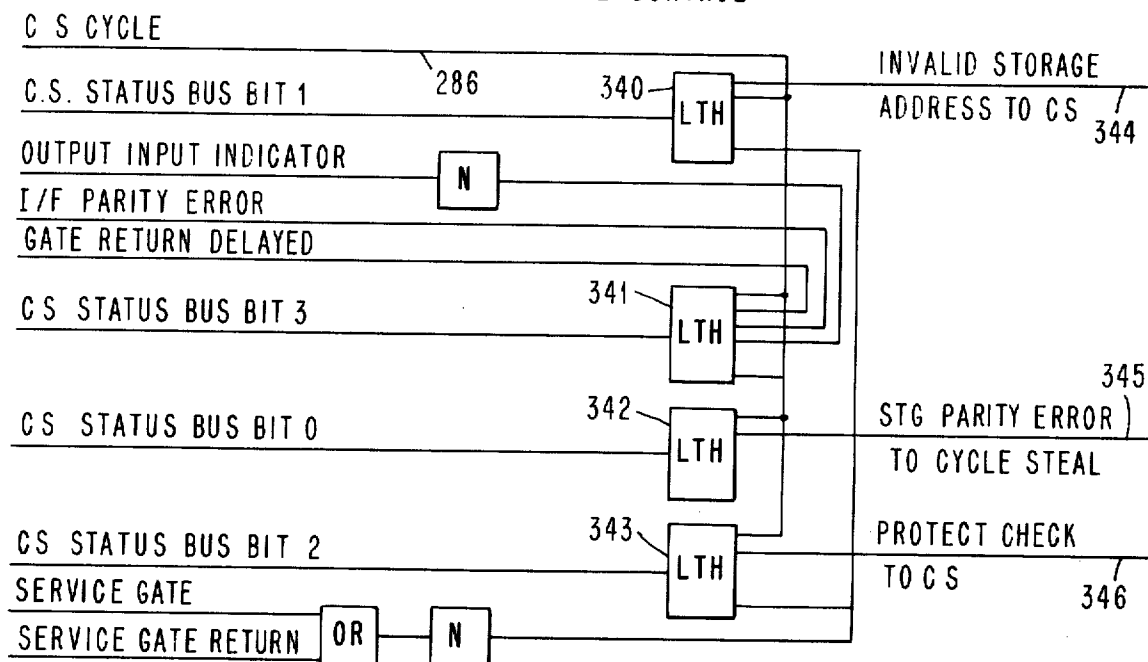 C S CYCLE
286
C.S. STATUS BUS BIT 1
340
LTH
INVALID STORAGE
ADDRESS TO CS
344
OUTPUT INPUT INDICATOR
N
I/F PARITY ERROR
GATE RETURN DELAYED
CS STATUS BUS BIT 3
341
LTH
CS STATUS BUS BIT 0
342
LTH
345
STG PARITY ERROR
TO CYCLE STEAL
CS STATUS BUS BIT 2
343
LTH
PROTECT CHECK
TO C S
346
SERVICE GATE
SERVICE GATE RETURN
OR
N